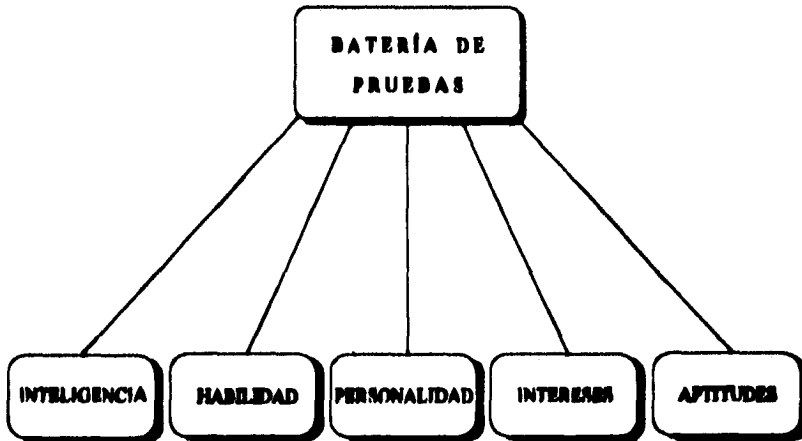 BATERÍA DE
PRUEBAS
INTELIGENCIA
HABILIDAD
PERSONALIDAD
INTERESES
APTITUDES